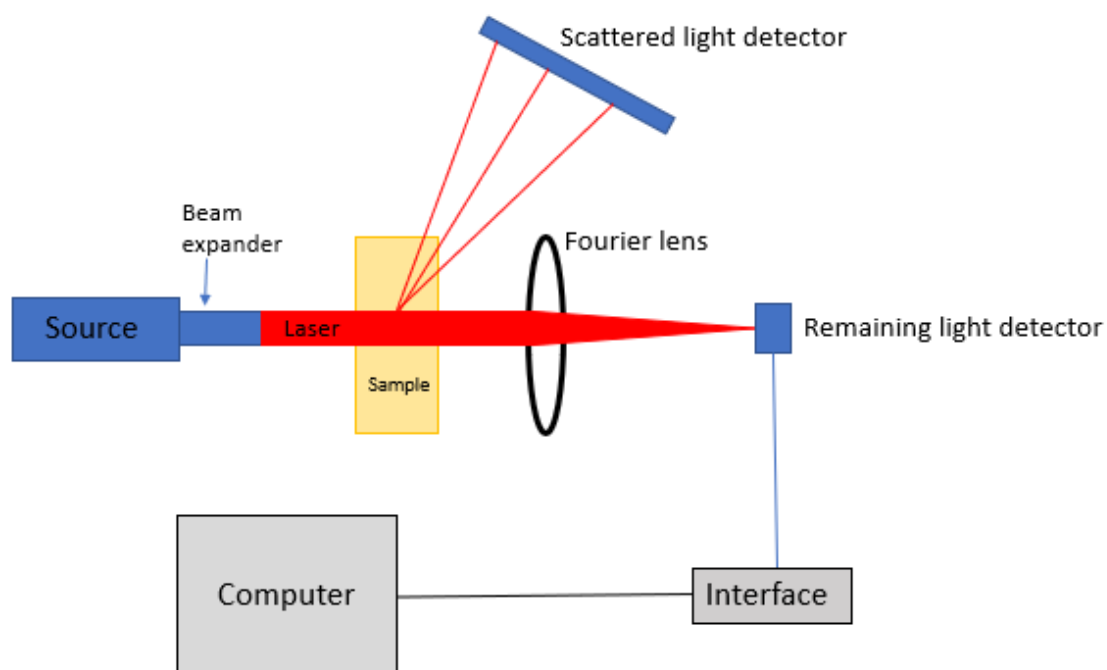 Scattered light detector
Beam
expander
Fourier lens
Source
Laser
Remaining light detector
Sample
Computer
Interface